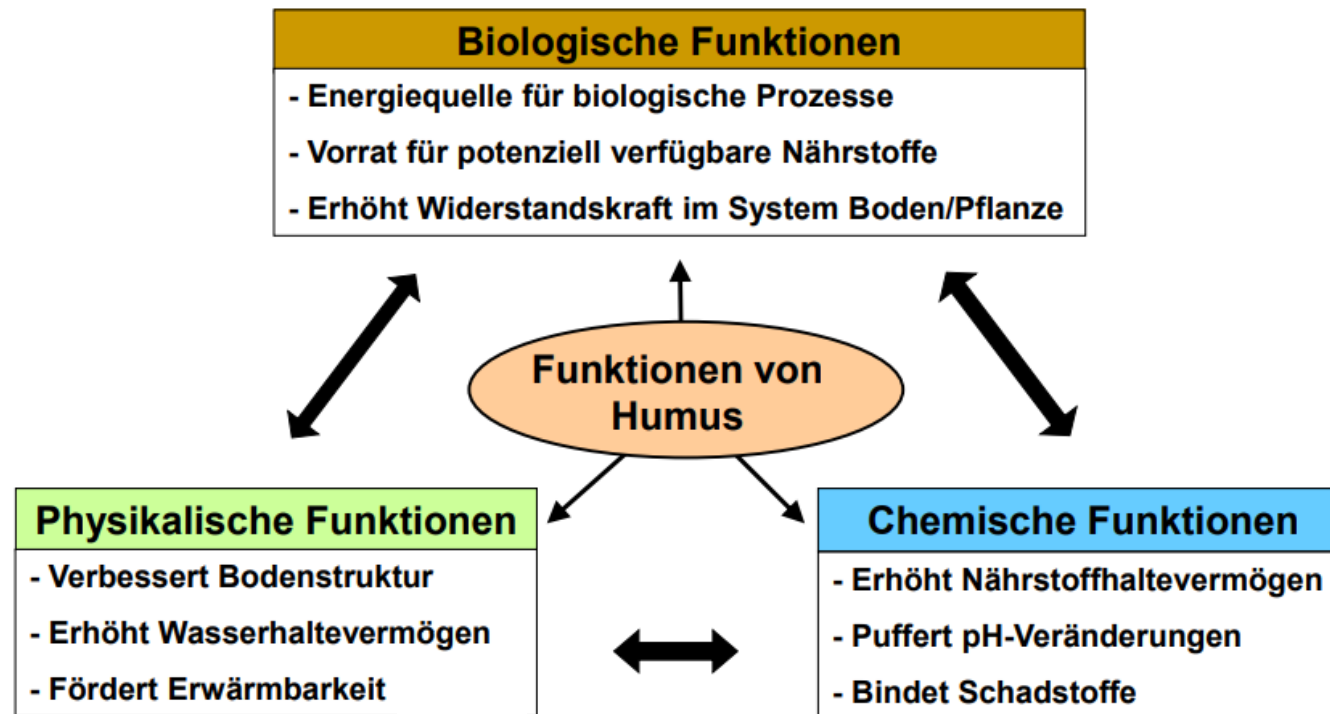 Biologische Funktionen
- Energiequelle für biologische Prozesse
- Vorrat für potenziell verfügbare Nährstoffe
- Erhöht Widerstandskraft im System Boden/Pflanze
Funktionen von
Humus
Physikalische Funktionen
- Verbessert Bodenstruktur
- Erhöht Wasserhaltevermögen
- Fördert Erwärmbarkeit
Chemische Funktionen
- Erhöht Nährstoffhaltevermögen
- Puffert pH-Veränderungen
- Bindet Schadstoffe